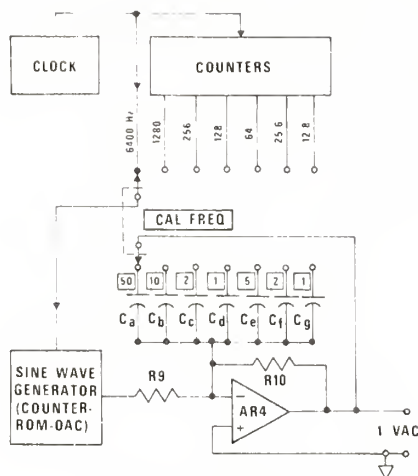 CLOCK
COUNTERS
6400 Hz
1280
256
128
64
25 6
12 8
CAL FREQ
50
10
2
1
5
2
1
Ca
Cb
Cc
Cd
Ce
Cf
Cg
SINE WAVE
GENERATOR
(COUNTER-
ROM-DAC)
R9
R10
AR4
-
+
1 VAC